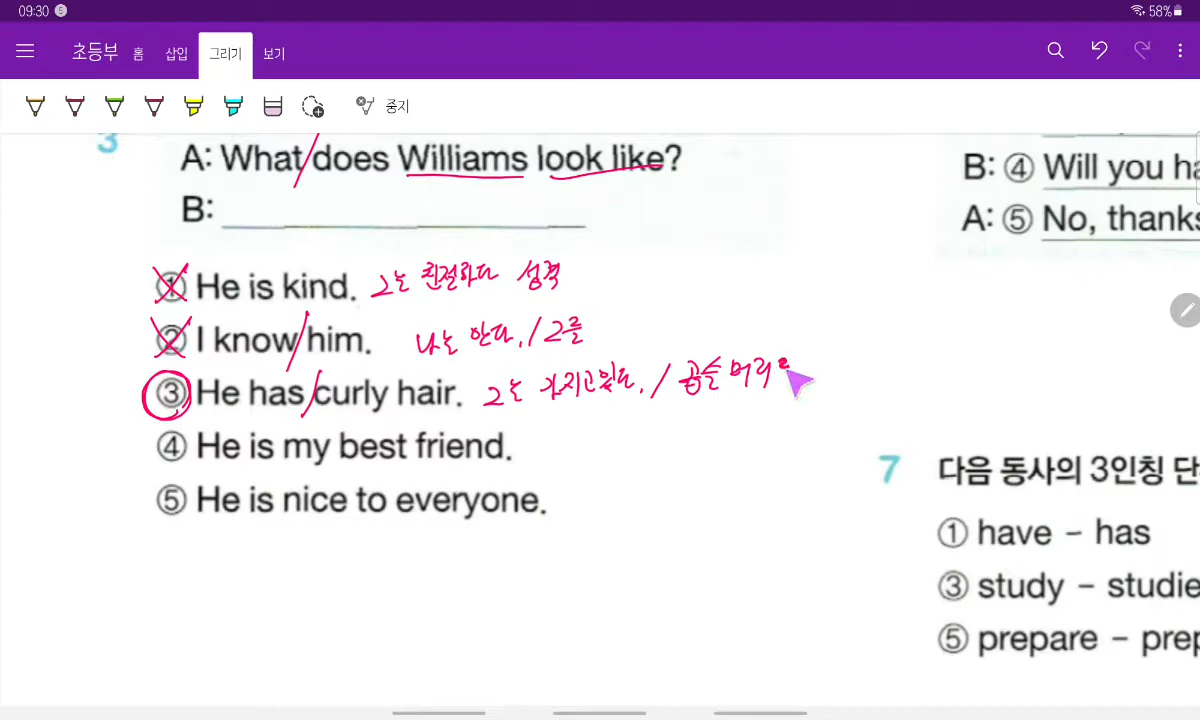 09:30 S 58%
초등부 홈 삽입 그리기 보기
중지
3
A: What/does Williams look like?
B:
① He is kind. 그는 친절하다 성격
② I know/him. 나는 안다. / 그를
③ He has/curly hair. 그는 가지고 있다. / 곱슬 머리를
④ He is my best friend.
⑤ He is nice to everyone.
B: ④ Will you ha
A: ⑤ No, thanks
7 다음 동사의 3인칭 단
① have - has
③ study - studie
⑤ prepare - prep